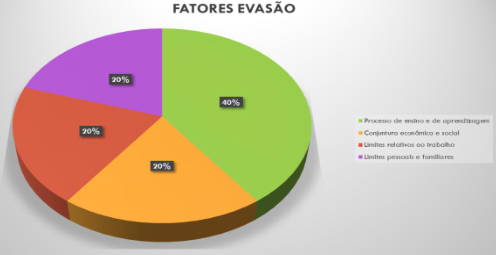 FATORES EVASÃO
20%
40%
20%
20%
Processo de ensino e de aprendizagem
Conjuntura econômica e social
Limites relativos ao trabalho
Limites pessoais e familiares